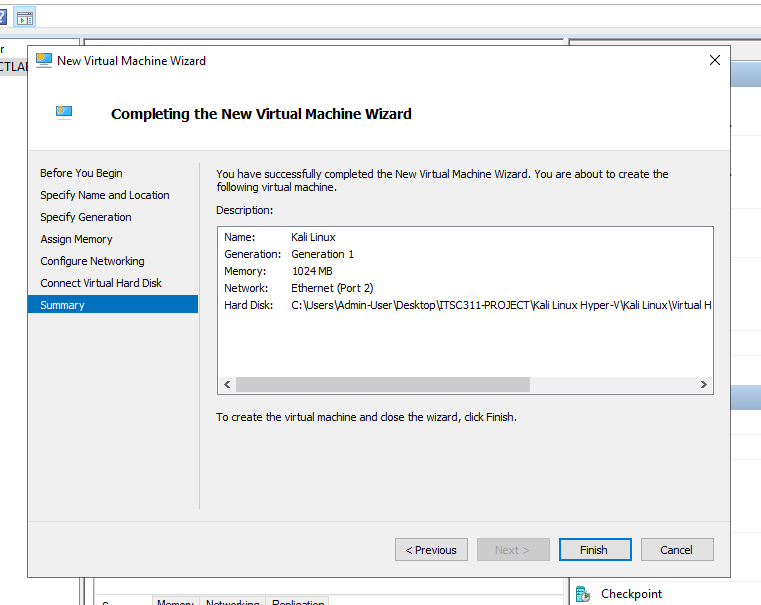 New Virtual Machine Wizard
Completing the New Virtual Machine Wizard
Before You Begin
Specify Name and Location
Specify Generation
Assign Memory
Configure Networking
Connect Virtual Hard Disk
Summary
You have successfully completed the New Virtual Machine Wizard. You are about to create the
following virtual machine.
Description:
Name: Kali Linux
Generation: Generation 1
Memory: 1024 MB
Network: Ethernet (Port 2)
Hard Disk: C:\Users\Admin-User\Desktop\ITSC311-PROJECT\Kali Linux Hyper-V\Kali Linux\Virtual H
To create the virtual machine and close the wizard, click Finish.
< Previous
Next >
Finish
Cancel
Memory Networking Replication
Checkpoint